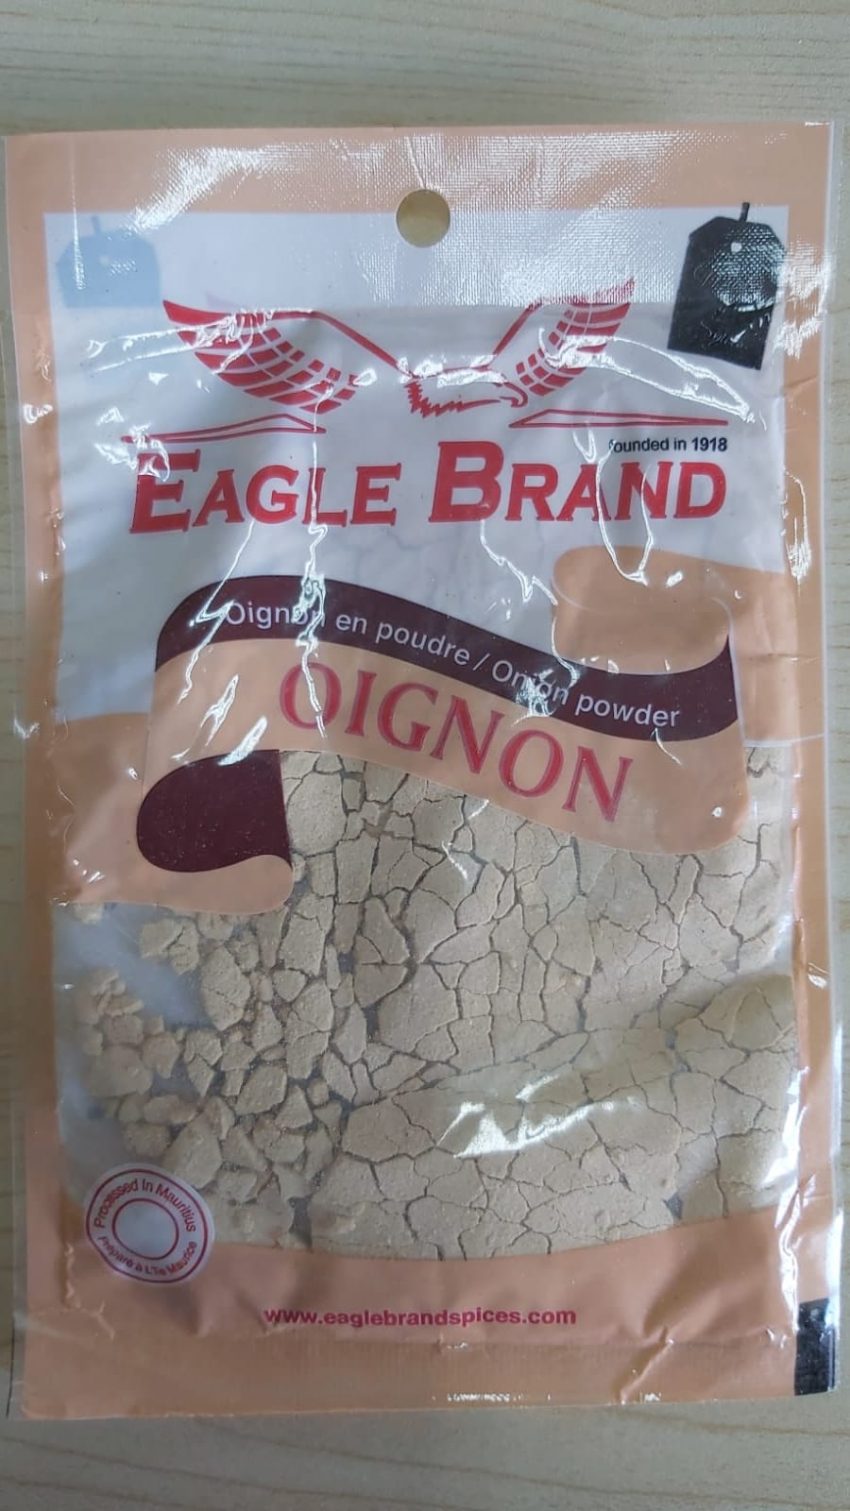 founded in 1918
EAGLE BRAND
Oignon en poudre / Onion powder
OIGNON
Processed In Mauritius
Préparé à L'Ile Maurice
www.eaglebrandspices.com